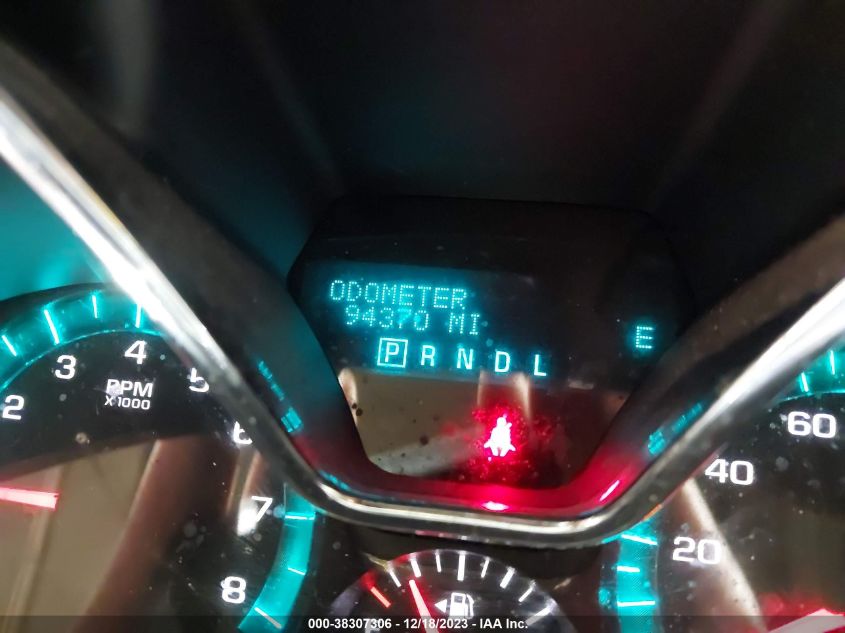 ODOMETER
94370 MI
E
P R N D L
2 3 4 5 6 7 8
RPM
X1000
60
40
20
000-38307306 - 12/18/2023 - IAA Inc.